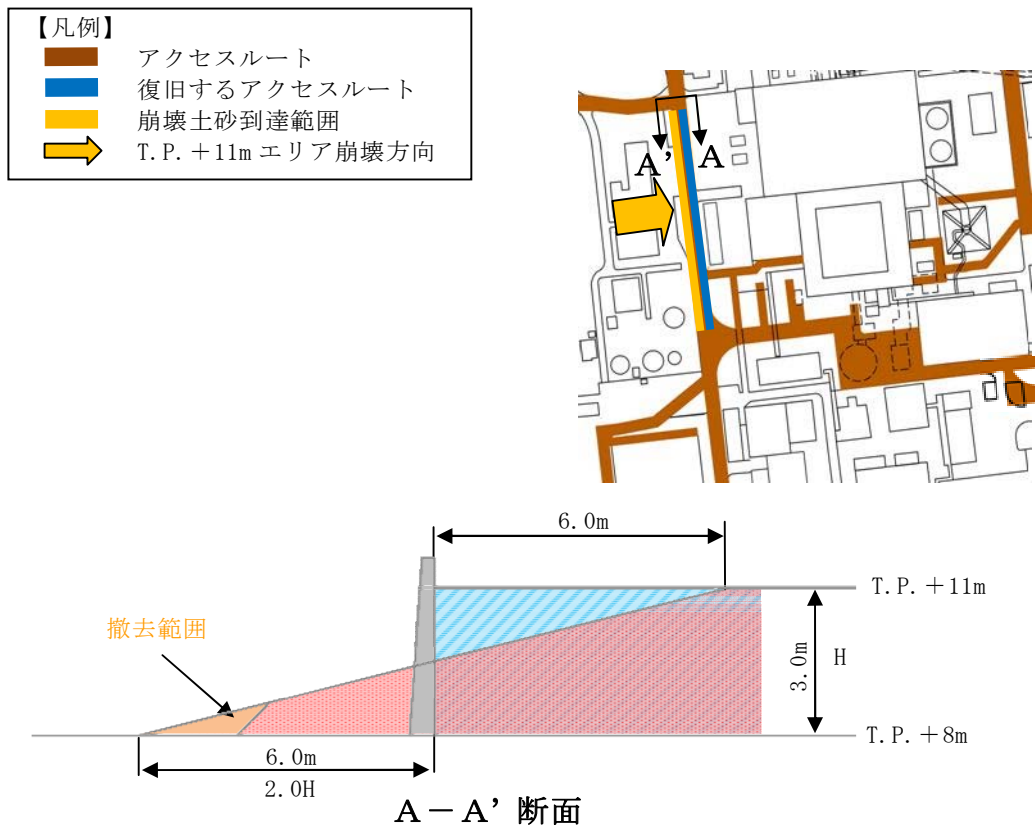 【凡例】
アクセスルート
復旧するアクセスルート
崩壊土砂到達範囲
T.P.+11mエリア崩壊方向
A’ A
6.0m
T.P.+11m
撤去範囲
3.0m
H
T.P.+8m
6.0m
2.0H
A-A’断面